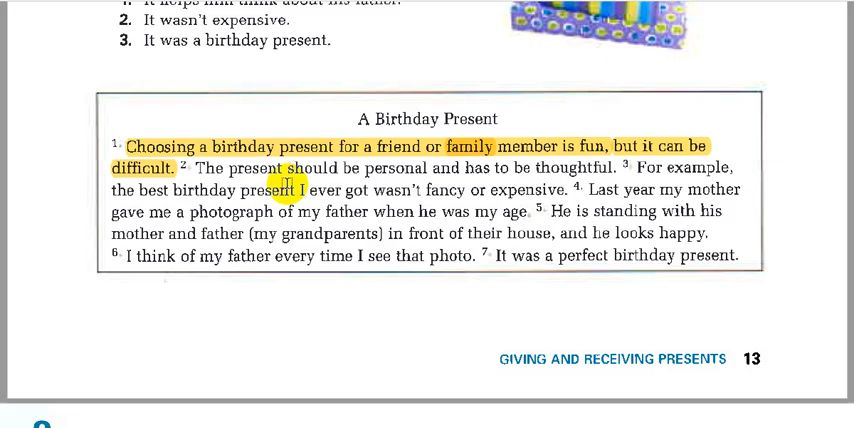 2. It wasn't expensive.
3. It was a birthday present.
A Birthday Present
1. Choosing a birthday present for a friend or family member is fun, but it can be
difficult. 2. The present should be personal and has to be thoughtful. 3. For example,
the best birthday present I ever got wasn't fancy or expensive. 4. Last year my mother
gave me a photograph of my father when he was my age. 5. He is standing with his
mother and father (my grandparents) in front of their house, and he looks happy.
6. I think of my father every time I see that photo. 7. It was a perfect birthday present.
GIVING AND RECEIVING PRESENTS 13